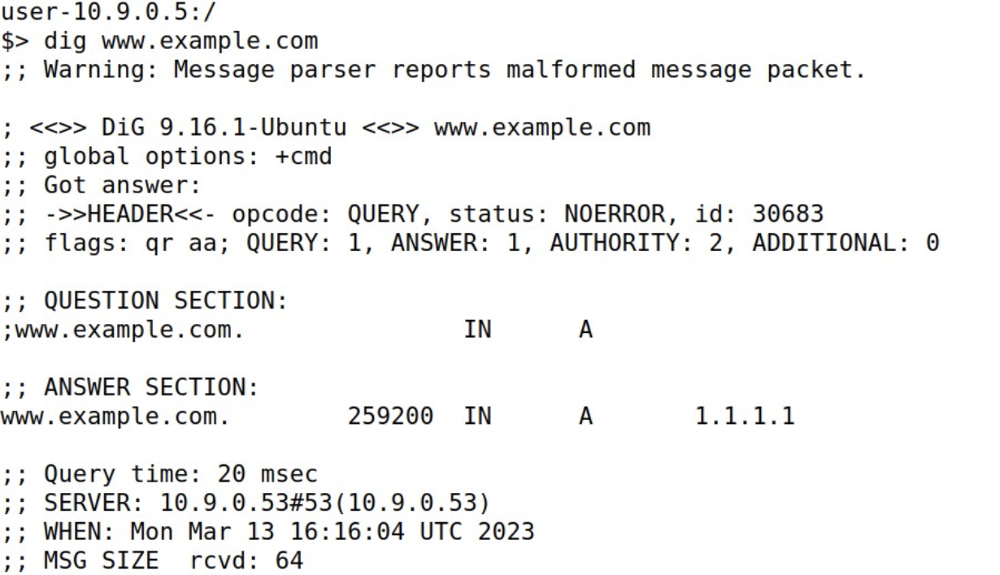 user-10.9.0.5:/
$> dig www.example.com
;; Warning: Message parser reports malformed message packet.
; <<>> DiG 9.16.1-Ubuntu <<>> www.example.com
;; global options: +cmd
;; Got answer:
;; ->>HEADER<<- opcode: QUERY, status: NOERROR, id: 30683
;; flags: qr aa; QUERY: 1, ANSWER: 1, AUTHORITY: 2, ADDITIONAL: 0
;; QUESTION SECTION:
;www.example.com. IN A
;; ANSWER SECTION:
www.example.com. 259200 IN A 1.1.1.1
;; Query time: 20 msec
;; SERVER: 10.9.0.53#53(10.9.0.53)
;; WHEN: Mon Mar 13 16:16:04 UTC 2023
;; MSG SIZE  rcvd: 64